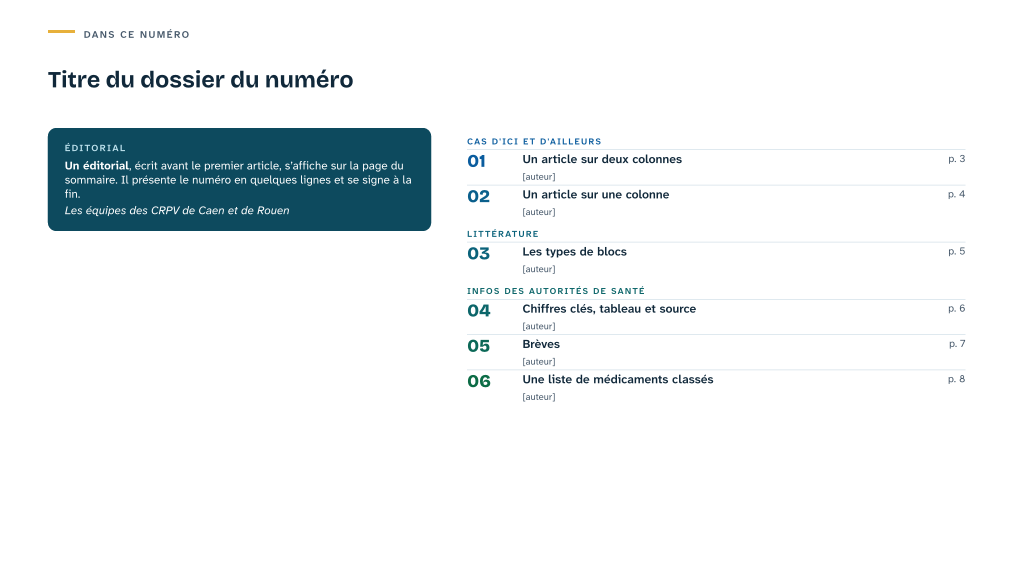 DANS CE NUMÉRO
Titre du dossier du numéro
ÉDITORIAL
Un éditorial, écrit avant le premier article, s'affiche sur la page du
sommaire. Il présente le numéro en quelques lignes et se signe à la
fin.
Les équipes des CRPV de Caen et de Rouen
CAS D'ICI ET D'AILLEURS
01 Un article sur deux colonnes p. 3
[auteur]
02 Un article sur une colonne p. 4
[auteur]
LITTÉRATURE
03 Les types de blocs p. 5
[auteur]
INFOS DES AUTORITÉS DE SANTÉ
04 Chiffres clés, tableau et source p. 6
[auteur]
05 Brèves p. 7
[auteur]
06 Une liste de médicaments classés p. 8
[auteur]